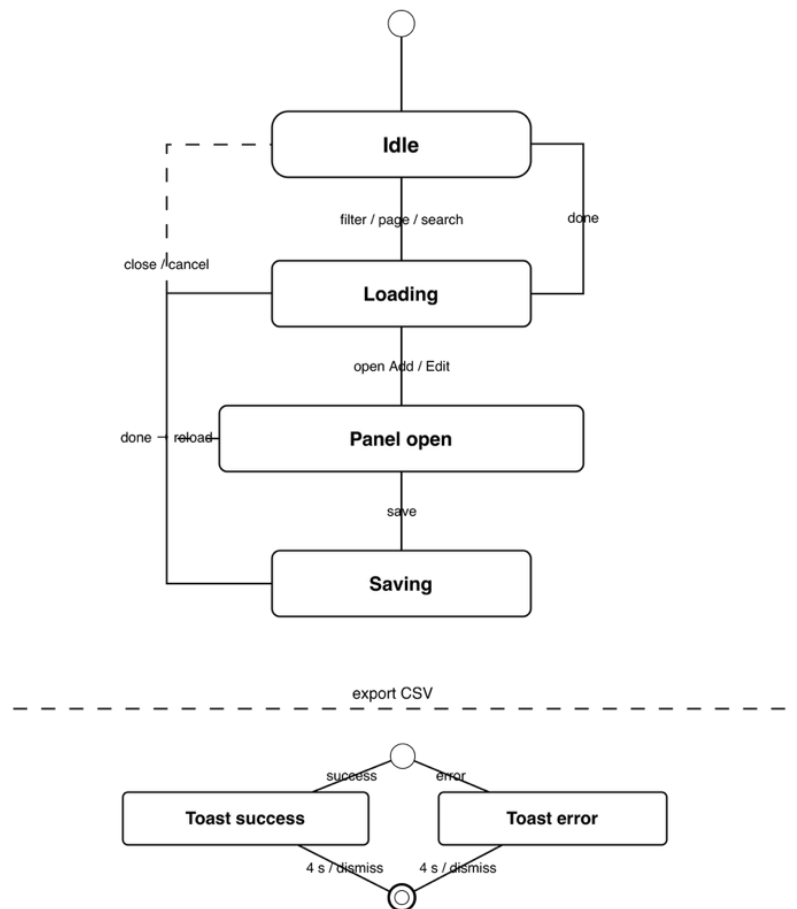 Idle
filter / page / search
done
close / cancel
Loading
open Add / Edit
done → reload
Panel open
save
Saving
export CSV
success
error
Toast success
Toast error
4 s / dismiss
4 s / dismiss